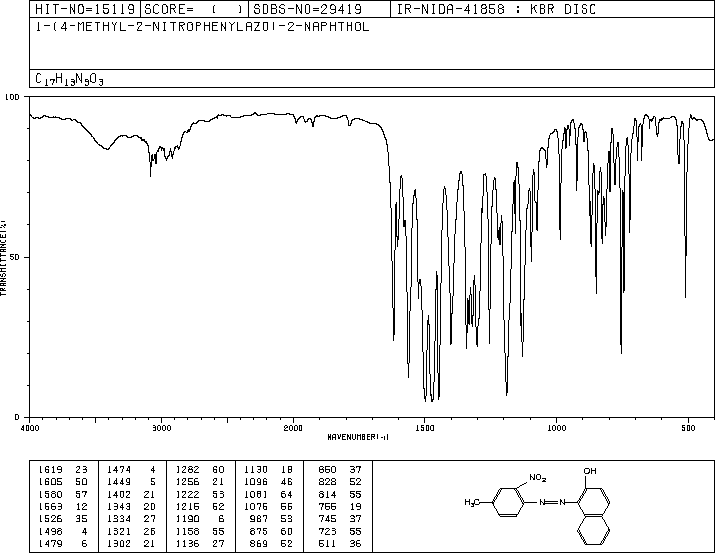 HIT-NO=15119 SCORE= ( ) SDBS-NO=29419 IR-NIDA-41858 : KBR DISC
1-(4-METHYL-2-NITROPHENYLAZO)-2-NAPHTHOL
C17H13N3O3
100
50
0
TRANSMITTANCE(%)
4000 3000 2000 1500 1000 500
WAVENUMBER(-1)
1619 23 1474 4 1282 60 1130 18 850 37
1605 50 1449 5 1256 21 1096 46 828 52
1580 57 1402 21 1222 53 1081 64 814 55
1563 12 1343 20 1216 52 1076 55 755 19
1526 35 1334 27 1190 6 987 53 745 37
1498 4 1321 26 1158 55 875 60 723 55
1479 6 1302 21 1136 27 869 52 511 36
NO2
OH
H3C
N=N